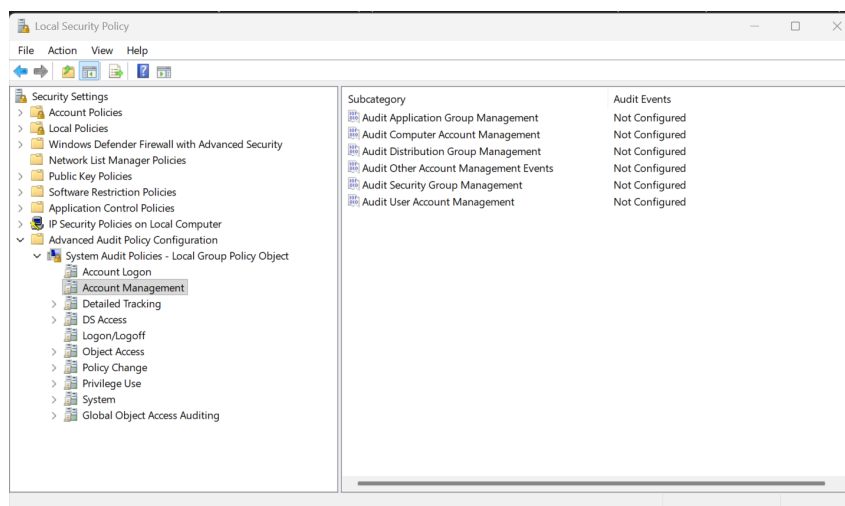 Local Security Policy
File Action View Help
Security Settings
Account Policies
Local Policies
Windows Defender Firewall with Advanced Security
Network List Manager Policies
Public Key Policies
Software Restriction Policies
Application Control Policies
IP Security Policies on Local Computer
Advanced Audit Policy Configuration
System Audit Policies - Local Group Policy Object
Account Logon
Account Management
Detailed Tracking
DS Access
Logon/Logoff
Object Access
Policy Change
Privilege Use
System
Global Object Access Auditing
Subcategory Audit Events
Audit Application Group Management Not Configured
Audit Computer Account Management Not Configured
Audit Distribution Group Management Not Configured
Audit Other Account Management Events Not Configured
Audit Security Group Management Not Configured
Audit User Account Management Not Configured